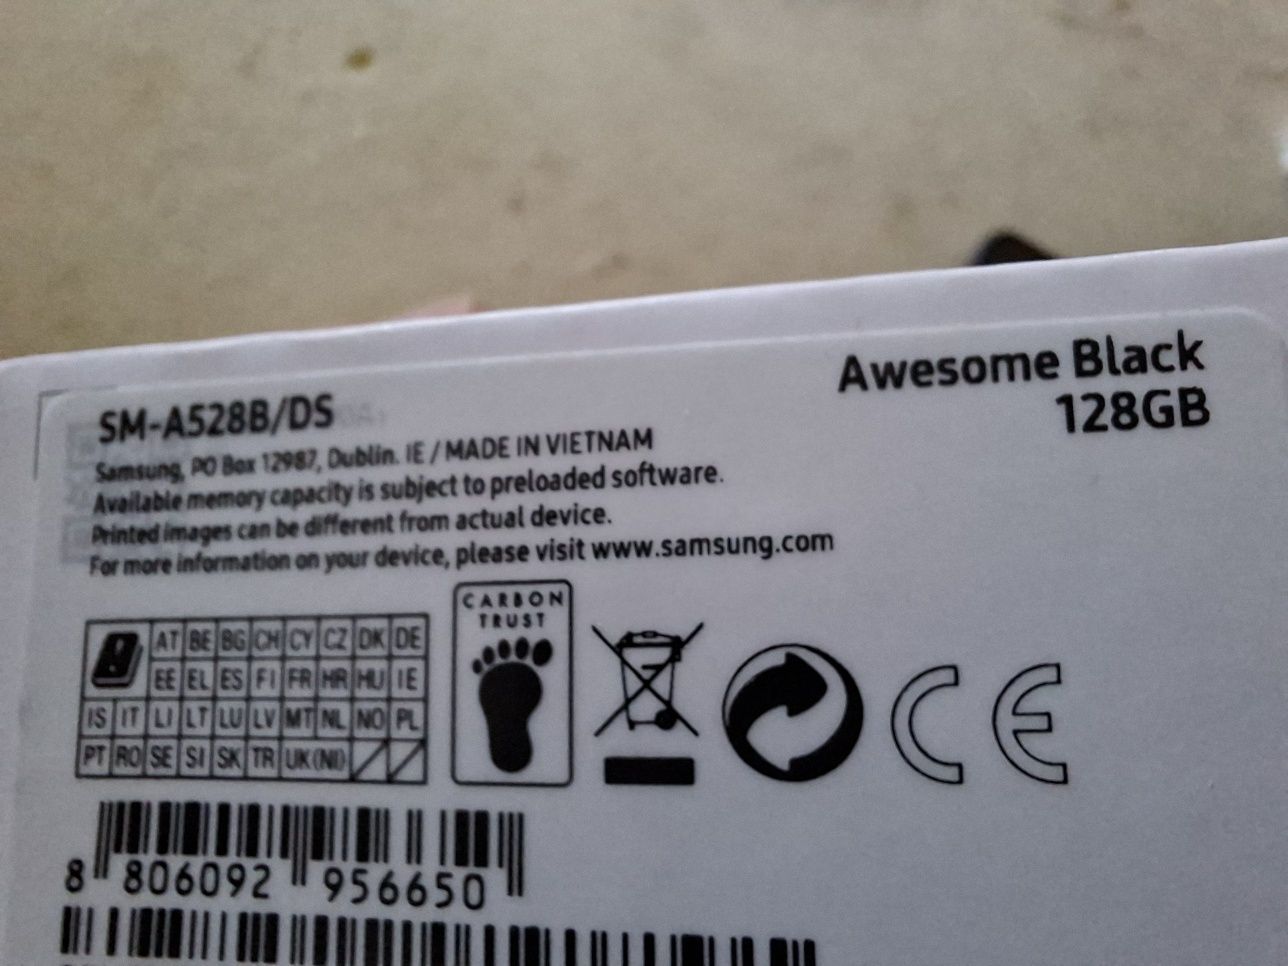 SM-A528B/DS
Awesome Black
128GB
Samsung, PO Box 12987, Dublin. IE / MADE IN VIETNAM
Available memory capacity is subject to preloaded software.
Printed images can be different from actual device.
For more information on your device, please visit www.samsung.com
CARBON
TRUST
AT BE BG CH CY CZ DK DE
EE EL ES FI FR HR HU IE
IS IT LI LT LU LV MT NL NO PL
PT RO SE SI SK TR UK(NI)
CE
8 806092 956650